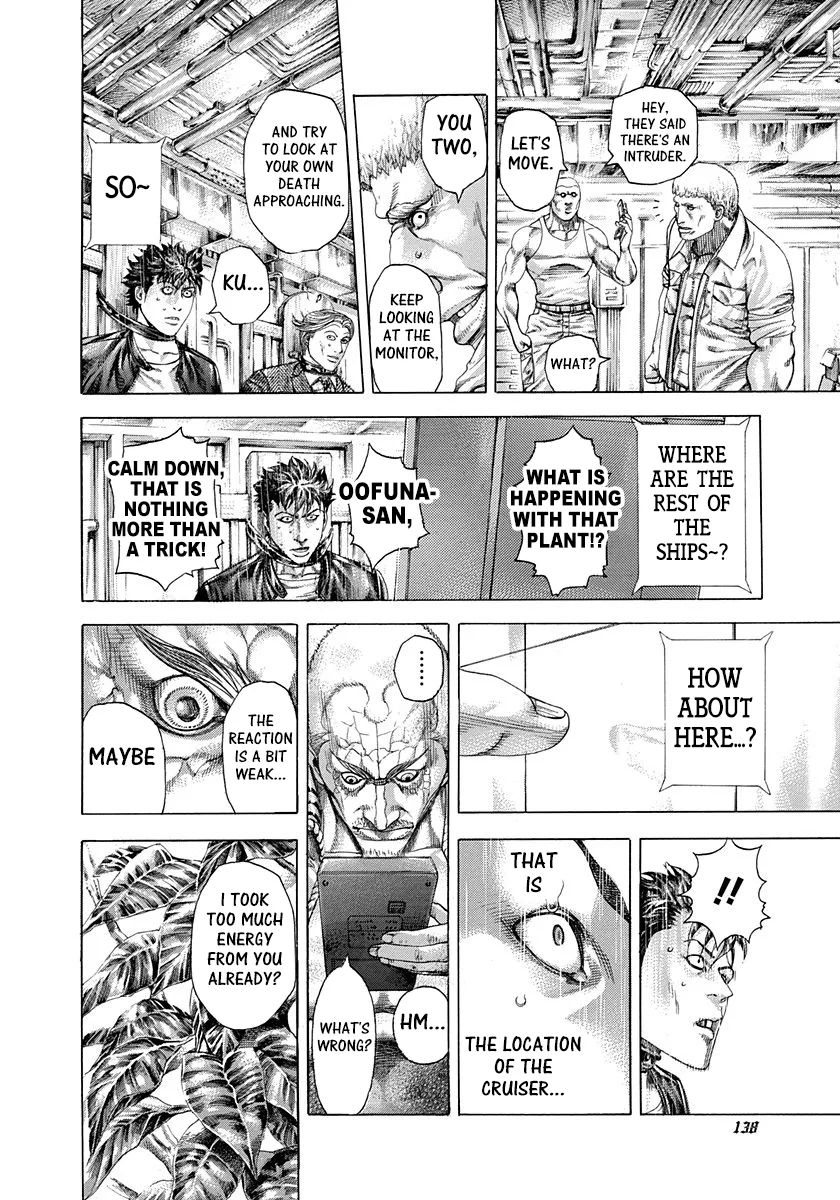 HEY,
THEY SAID
THERE'S AN
INTRUDER.
LET'S
MOVE.
WHAT?
YOU
TWO,
KEEP
LOOKING
AT THE
MONITOR,
AND TRY
TO LOOK AT
YOUR OWN
DEATH
APPROACHING.
KU...
SO~
WHERE
ARE THE
REST OF
THE
SHIPS~?
WHAT IS
HAPPENING
WITH THAT
PLANT!?
OOFUNA-
SAN,
CALM DOWN,
THAT IS
NOTHING
MORE THAN
A TRICK!
HOW
ABOUT
HERE...?
!!
THAT
IS
THE LOCATION
OF THE
CRUISER...
......
HM...
WHAT'S
WRONG?
THE
REACTION
IS A BIT
WEAK...
MAYBE
I TOOK
TOO MUCH
ENERGY
FROM YOU
ALREADY?
138